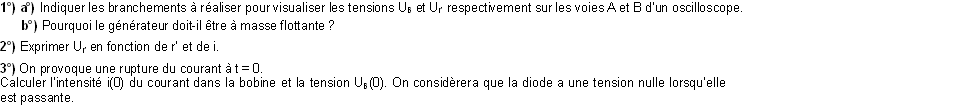 1°) a°) Indiquer les branchements à réaliser pour visualiser les tensions U_B et U_r' respectivement sur les voies A et B d'un oscilloscope.
b°) Pourquoi le générateur doit-il être à masse flottante ?
2°) Exprimer U_r' en fonction de r' et de i.
3°) On provoque une rupture du courant à t = 0.
Calculer l'intensité i(0) du courant dans la bobine et la tension U_B(0). On considèrera que la diode a une tension nulle lorsqu'elle
est passante.